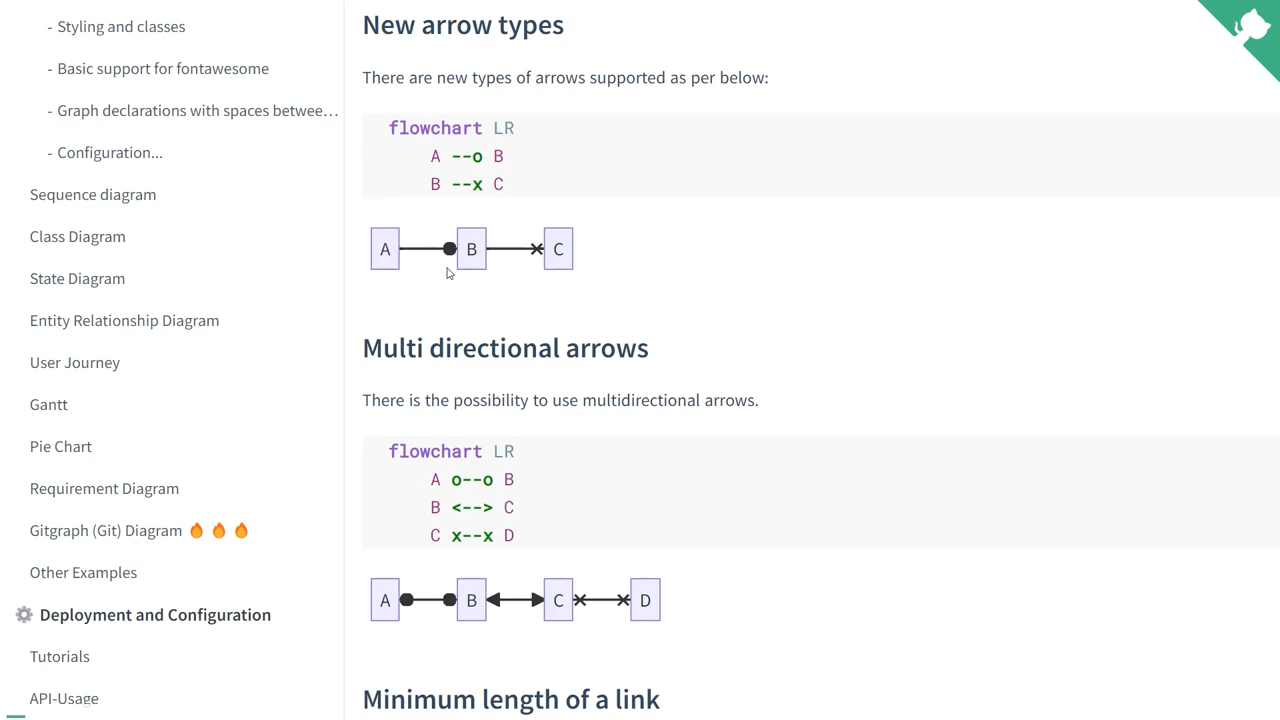 - Styling and classes
- Basic support for fontawesome
- Graph declarations with spaces betwee…
- Configuration...
Sequence diagram
Class Diagram
State Diagram
Entity Relationship Diagram
User Journey
Gantt
Pie Chart
Requirement Diagram
Gitgraph (Git) Diagram 🔥 🔥 🔥
Other Examples
⚙️ Deployment and Configuration
Tutorials
API-Usage
New arrow types
There are new types of arrows supported as per below:
flowchart LR
A --o B
B --x C
A B C
Multi directional arrows
There is the possibility to use multidirectional arrows.
flowchart LR
A o--o B
B <--> C
C x--x D
A B C D
Minimum length of a link